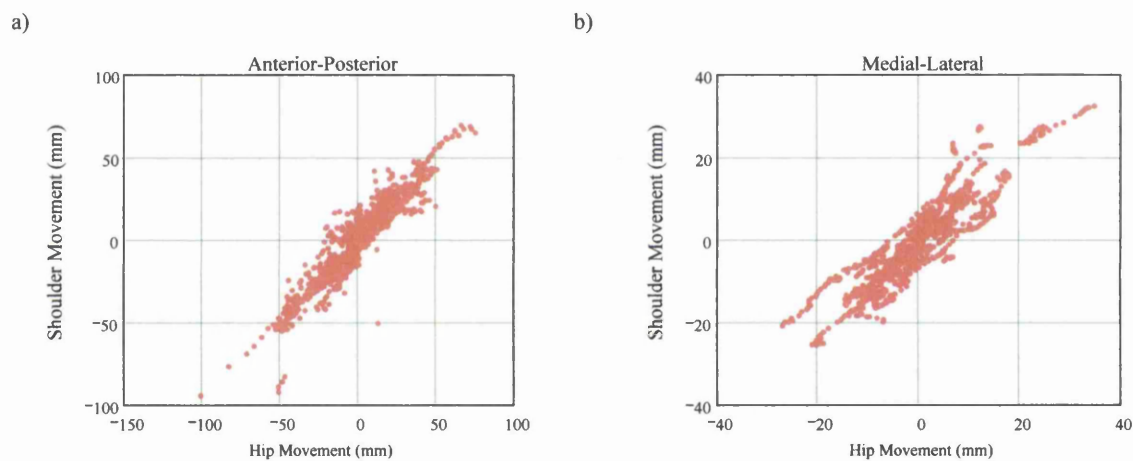 a)
Anterior-Posterior
100
50
0
−50
−100
−150
−100
−50
0
50
100
Shoulder Movement (mm)
Hip Movement (mm)
b)
Medial-Lateral
40
20
0
−20
−40
−40
−20
0
20
40
Shoulder Movement (mm)
Hip Movement (mm)